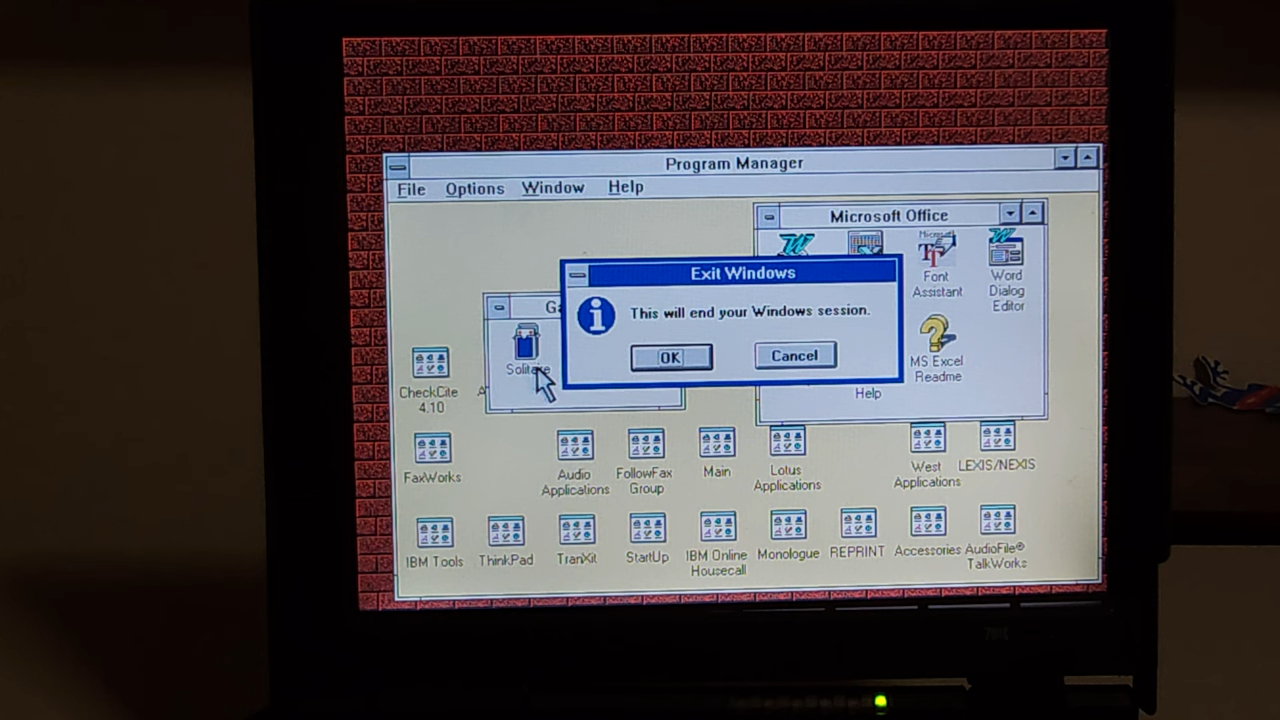 Program Manager
File Options Window Help
Microsoft Office
Font
Assistant
Word
Dialog
Editor
MS Excel
Readme
Help
Exit Windows
This will end your Windows session.
OK Cancel
Solitaire
CheckCite
4.10
FaxWorks
Audio
Applications
FollowFax
Group
Main
Lotus
Applications
West
Applications
LEXIS/NEXIS
IBM Tools
ThinkPad
TranXit
StartUp
IBM Online
Housecall
Monologue
REPRINT
Accessories
AudioFile®
TalkWorks